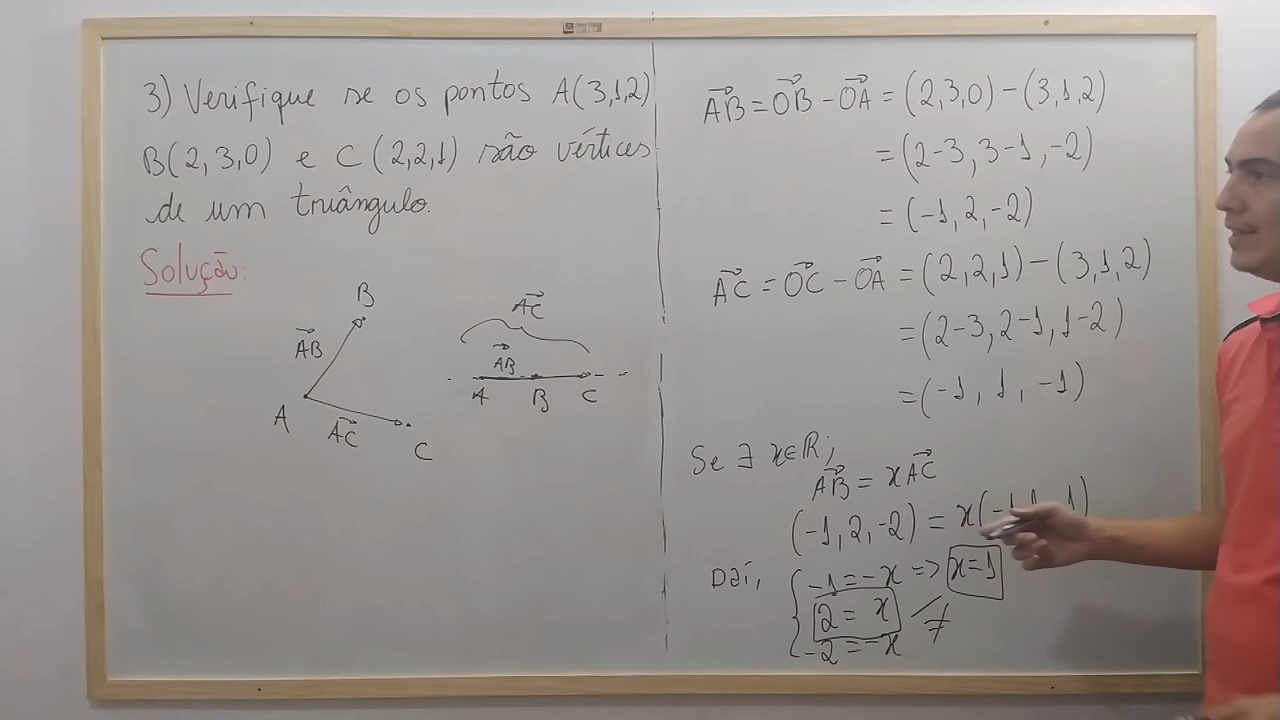 3) Verifique se os pontos A(3,1,2)
B(2,3,0) e C(2,2,1) são vértices
de um triângulo.
Solução:
B
AB→
A
AC→
C
AC→
AB→
A B C
AB→ = OB→ - OA→ = (2,3,0) - (3,1,2)
= (2-3, 3-1, -2)
= (-1, 2, -2)
AC→ = OC→ - OA→ = (2,2,1) - (3,1,2)
= (2-3, 2-1, 1-2)
= (-1, 1, -1)
Se ∃ x∈ℝ;
AB→ = xAC→
(-1, 2, -2) = x(-1, 1, -1)
Daí, { -1 = -x => x=1
2 = x ≠
-2 = -x